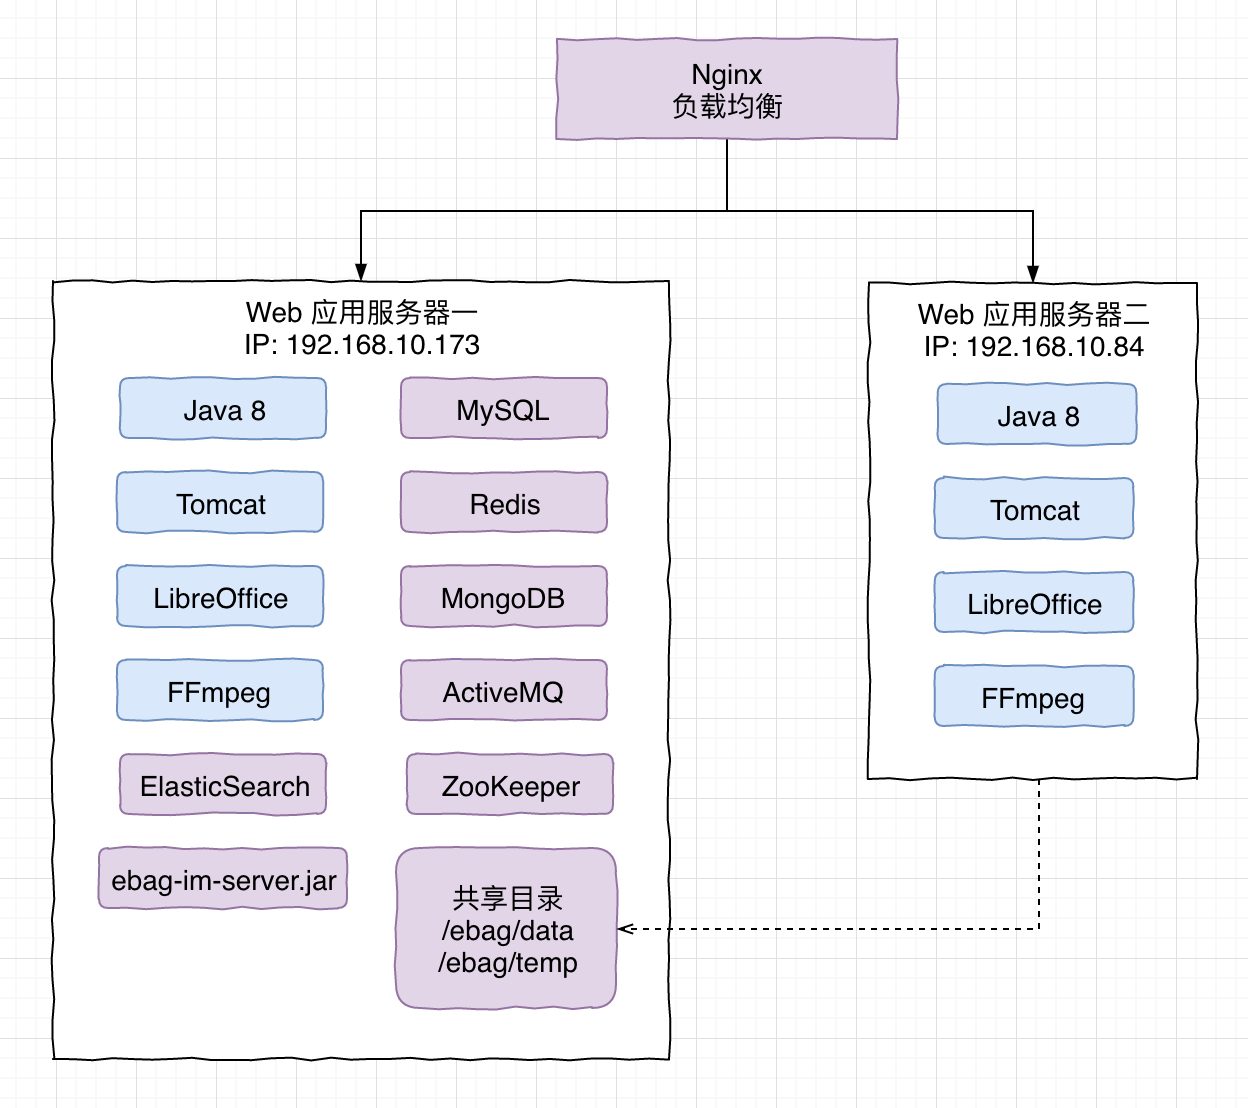 Nginx
负载均衡
Web 应用服务器一
IP: 192.168.10.173
Java 8
MySQL
Tomcat
Redis
LibreOffice
MongoDB
FFmpeg
ActiveMQ
ElasticSearch
ZooKeeper
ebag-im-server.jar
共享目录
/ebag/data
/ebag/temp
Web 应用服务器二
IP: 192.168.10.84
Java 8
Tomcat
LibreOffice
FFmpeg